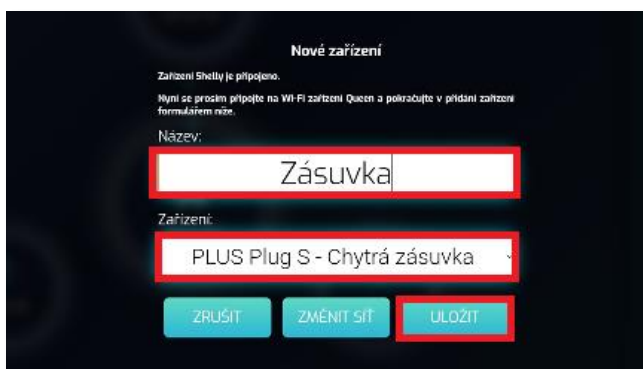 Nové zařízení
Zařízení Shelly je připojeno.
Nyní se prosím připojte na Wi-Fi zařízení Queen a pokračujte v přidání zařízení
formulářem níže.
Název:
Zásuvka
Zařízení:
PLUS Plug S - Chytrá zásuvka
ZRUŠIT
ZMĚNIT SÍŤ
ULOŽIT